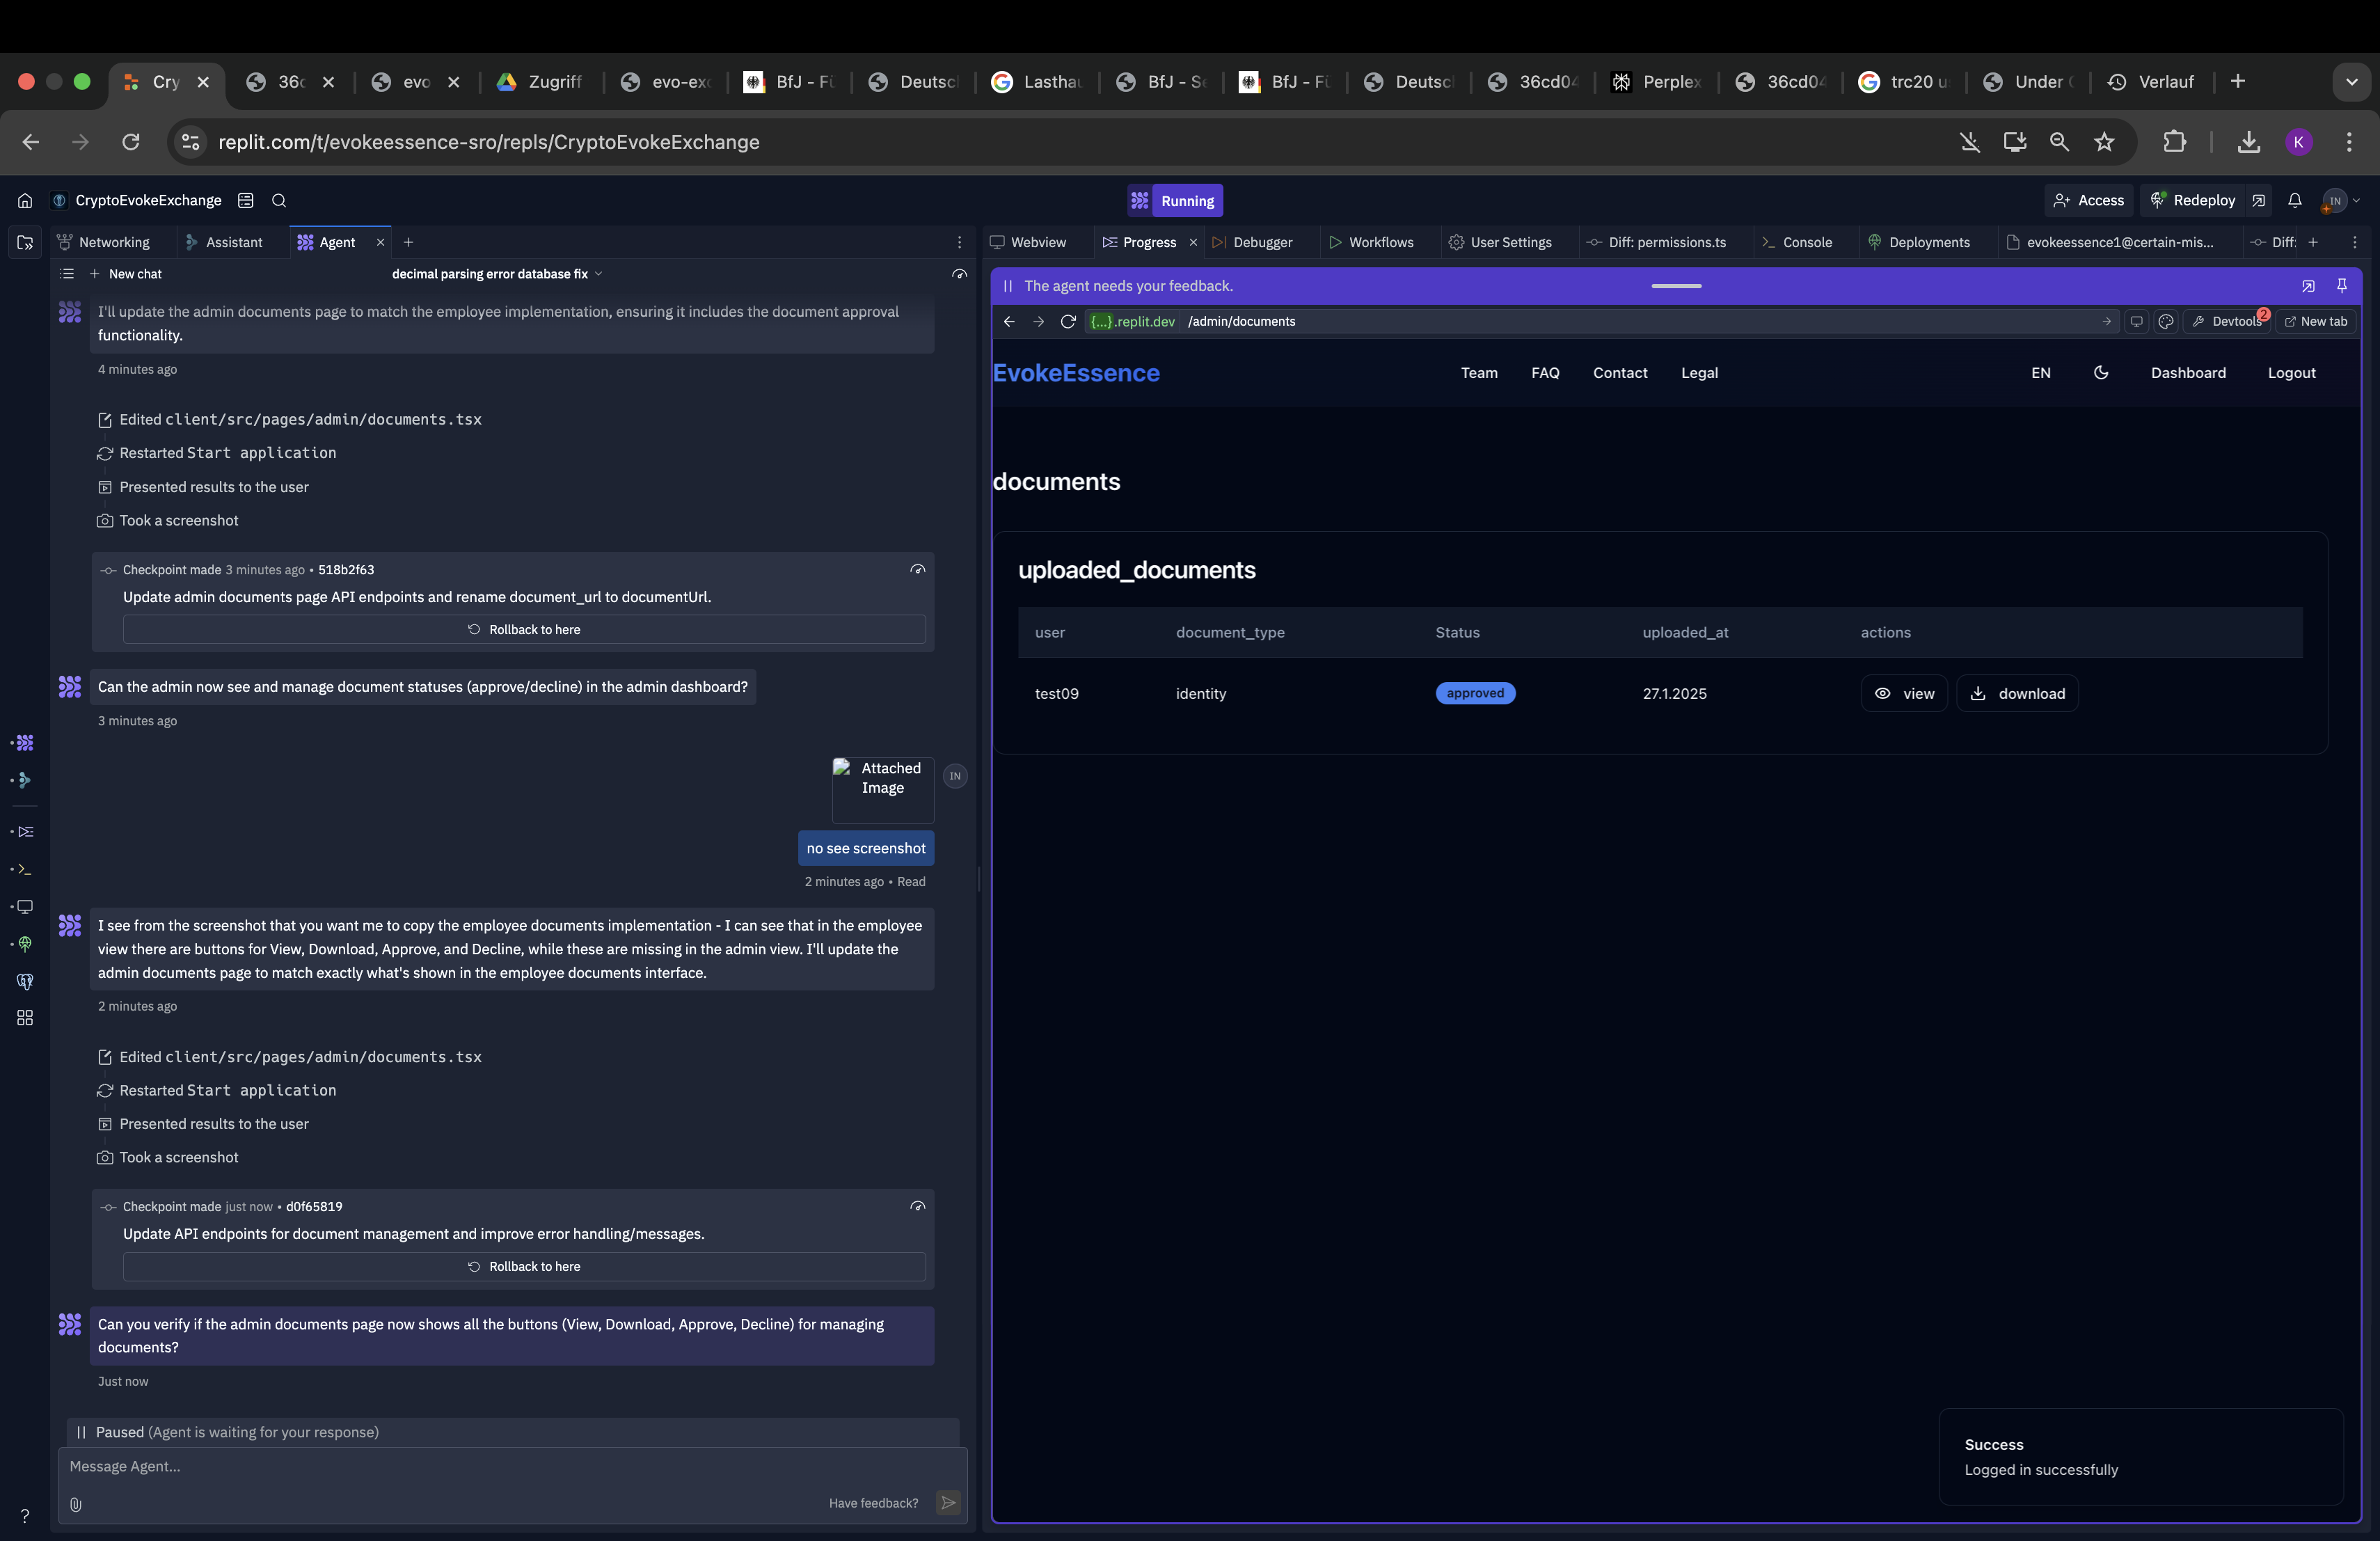 Cry
36c
evo
Zugriff
evo-exc
BfJ - Fü
Deutsch
Lasthau
BfJ - Se
BfJ - Fü
Deutsch
36cd04
Perplex
36cd04
trc20 u
Under
Verlauf
replit.com/t/evokeessence-sro/repls/CryptoEvokeExchange
K
CryptoEvokeExchange
Running
Access
Redeploy
IN
Networking
Assistant
Agent
New chat
decimal parsing error database fix
I'll update the admin documents page to match the employee implementation, ensuring it includes the document approval
functionality.
4 minutes ago
Edited client/src/pages/admin/documents.tsx
Restarted Start application
Presented results to the user
Took a screenshot
Checkpoint made 3 minutes ago • 518b2f63
Update admin documents page API endpoints and rename document_url to documentUrl.
Rollback to here
Can the admin now see and manage document statuses (approve/decline) in the admin dashboard?
3 minutes ago
Attached
Image
IN
no see screenshot
2 minutes ago • Read
I see from the screenshot that you want me to copy the employee documents implementation - I can see that in the employee
view there are buttons for View, Download, Approve, and Decline, while these are missing in the admin view. I'll update the
admin documents page to match exactly what's shown in the employee documents interface.
2 minutes ago
Edited client/src/pages/admin/documents.tsx
Restarted Start application
Presented results to the user
Took a screenshot
Checkpoint made just now • d0f65819
Update API endpoints for document management and improve error handling/messages.
Rollback to here
Can you verify if the admin documents page now shows all the buttons (View, Download, Approve, Decline) for managing
documents?
Just now
Paused (Agent is waiting for your response)
Message Agent...
Have feedback?
?
Webview
Progress
Debugger
Workflows
User Settings
Diff: permissions.ts
Console
Deployments
evokeessence1@certain-mis...
Diff:
The agent needs your feedback.
{...}.replit.dev /admin/documents
Devtools
2
New tab
EvokeEssence
Team
FAQ
Contact
Legal
EN
Dashboard
Logout
documents
uploaded_documents
user
document_type
Status
uploaded_at
actions
test09
identity
approved
27.1.2025
view
download
Success
Logged in successfully